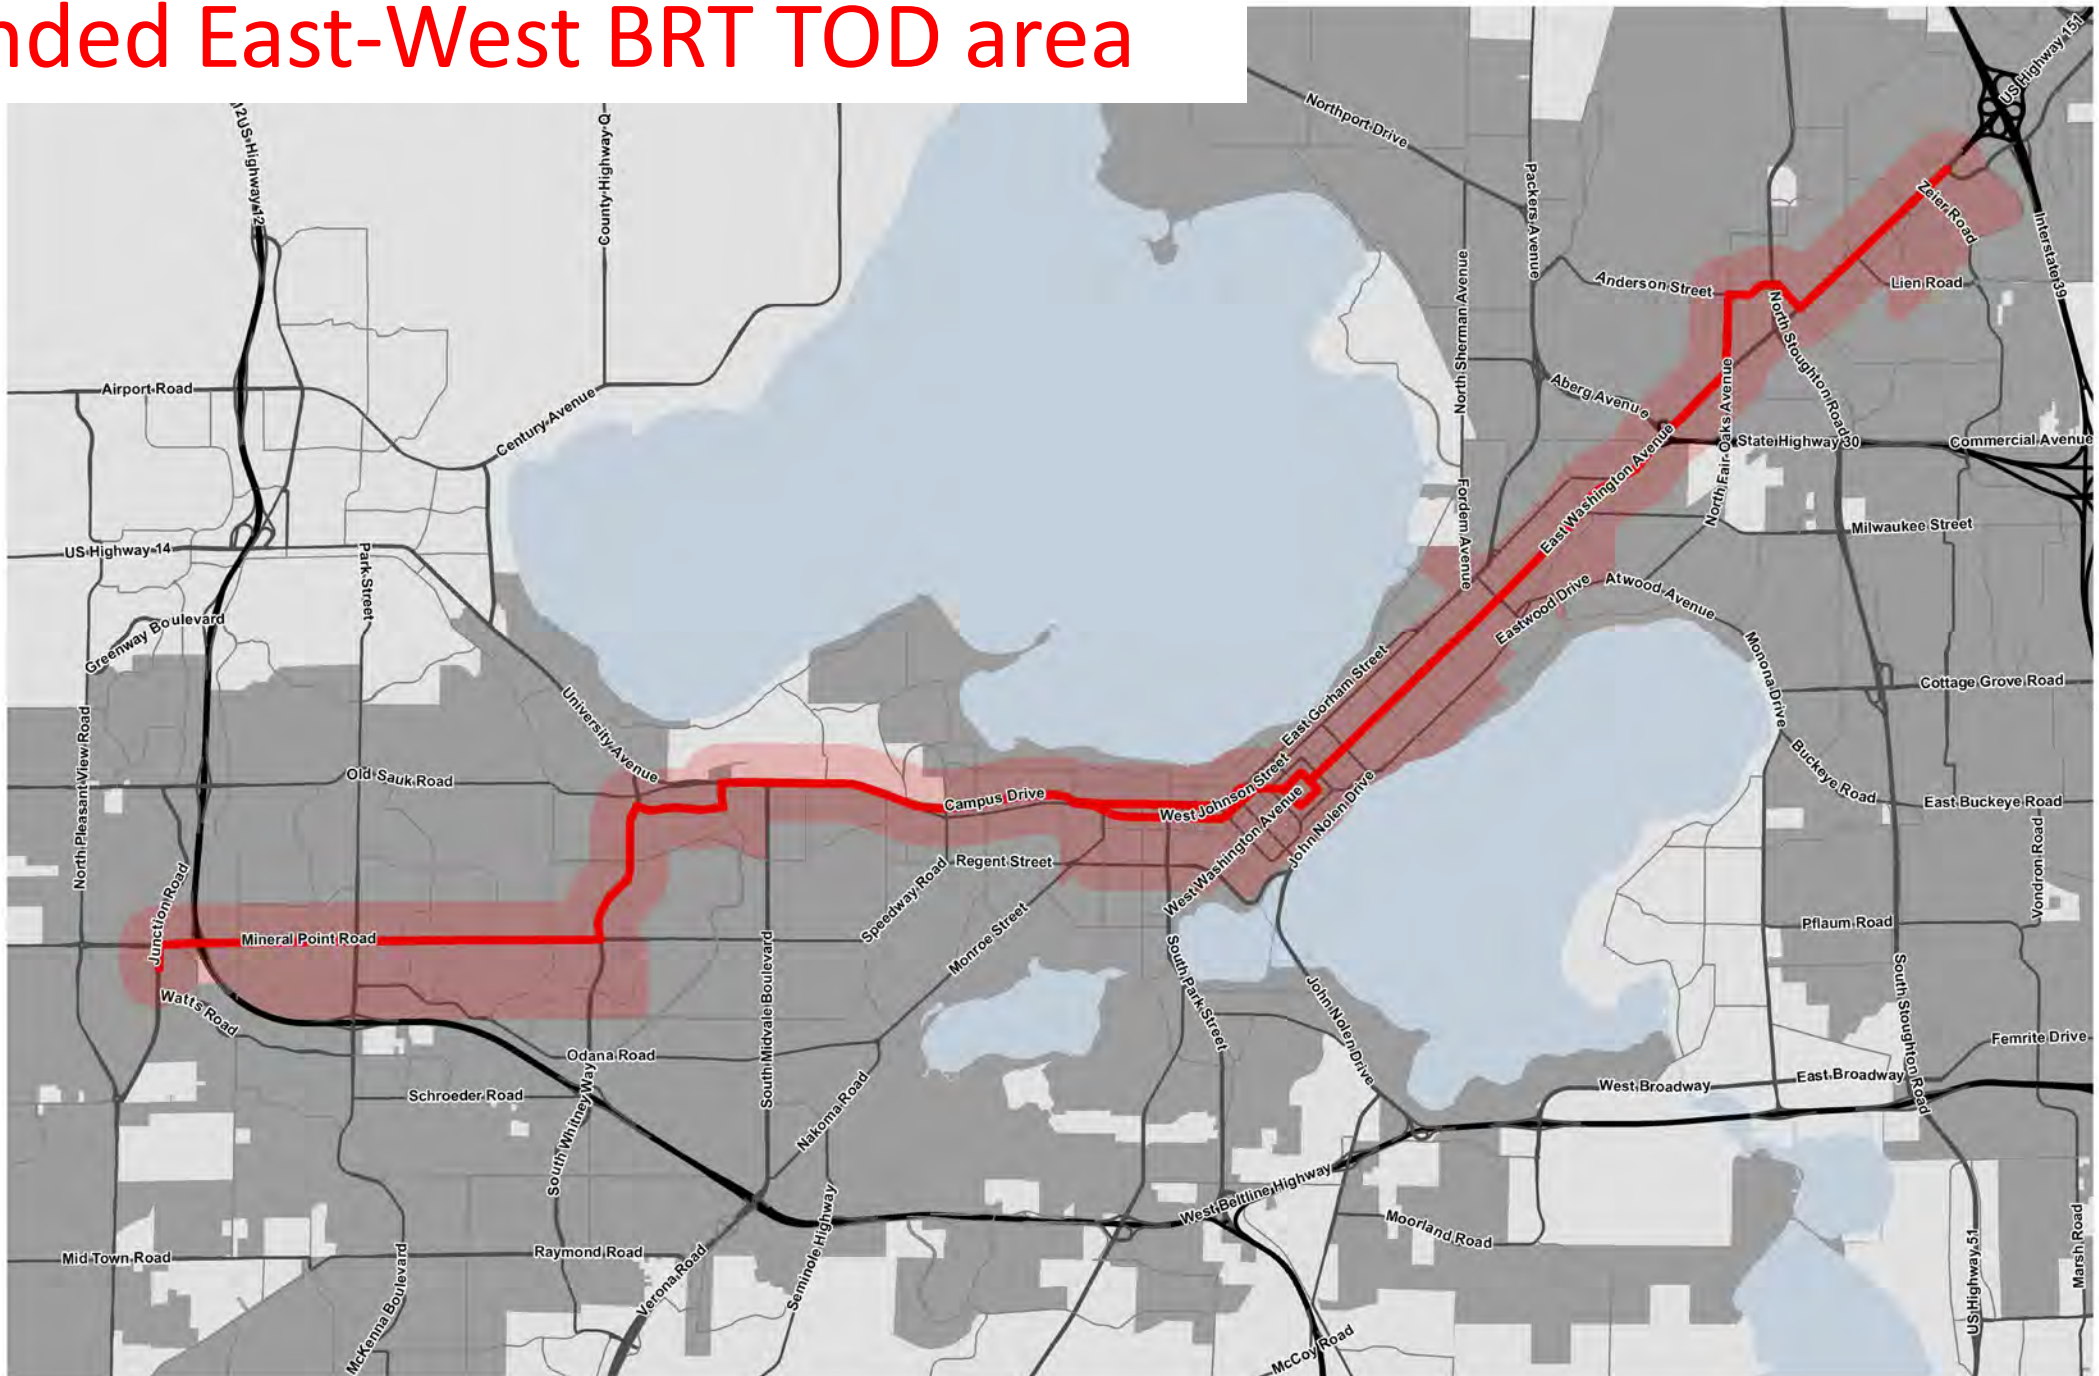 nded East-West BRT TOD area
US Highway 151
12US Highway 12
County Highway Q
Northport Drive
Packers Avenue
Zeier Road
Interstate 39
North Sherman Avenue
Anderson Street
Lien Road
North Stoughton Road
Airport Road
Century Avenue
Aberg Avenue
North Fair Oaks Avenue
State Highway 30
Commercial Avenue
East Washington Avenue
Fordem Avenue
Milwaukee Street
US Highway 14
Park Street
Greenway Boulevard
Eastwood Drive
Atwood Avenue
Monona Drive
East Gorham Street
Cottage Grove Road
University Avenue
North Pleasant View Road
Old Sauk Road
Campus Drive
West Johnson Street
West Washington Avenue
John Nolen Drive
Buckeye Road
East Buckeye Road
Junction Road
Regent Street
Speedway Road
Monroe Street
Vondron Road
Pflaum Road
Mineral Point Road
South Midvale Boulevard
South Park Street
John Nolen Drive
South Stoughton Road
Watts Road
Odana Road
Femrite Drive
Schroeder Road
South Whitney Way
Nakoma Road
West Broadway
East Broadway
West Beltline Highway
Moorland Road
Seminole Highway
Mid Town Road
Raymond Road
Verona Road
McKenna Boulevard
McCoy Road
US Highway 51
Marsh Road